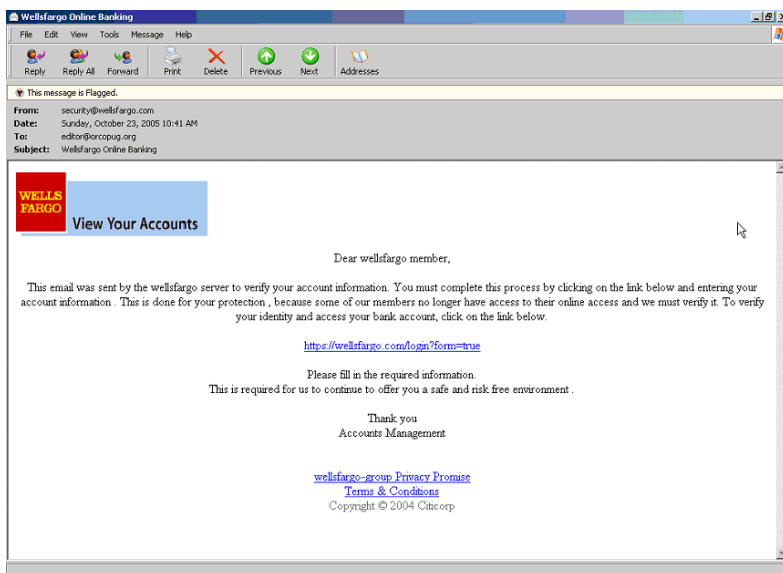 Wellsfargo Online Banking
File Edit View Tools Message Help
Reply Reply All Forward Print Delete Previous Next Addresses
This message is Flagged.
From: security@wellsfargo.com
Date: Sunday, October 23, 2005 10:41 AM
To: editor@orcopug.org
Subject: Wellsfargo Online Banking
WELLS
FARGO
View Your Accounts
Dear wellsfargo member,
This email was sent by the wellsfargo server to verify your account information. You must complete this process by clicking on the link below and entering your
account information . This is done for your protection , because some of our members no longer have access to their online access and we must verify it. To verify
your identity and access your bank account, click on the link below.
https://wellsfargo.com/login?form=true
Please fill in the required information.
This is required for us to continue to offer you a safe and risk free environment .
Thank you
Accounts Management
wellsfargo-group Privacy Promise
Terms & Conditions
Copyright © 2004 Citicorp